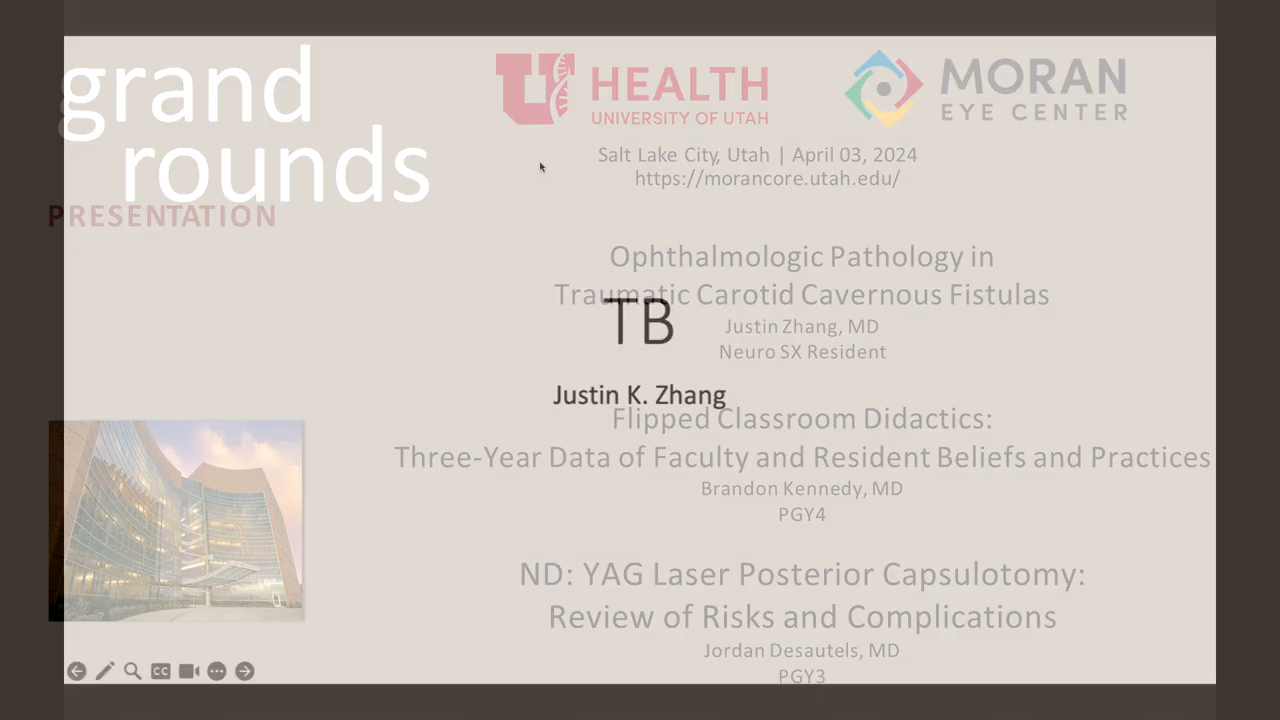 grand
rounds
PRESENTATION
HEALTH
UNIVERSITY OF UTAH
MORAN
EYE CENTER
Salt Lake City, Utah | April 03, 2024
https://morancore.utah.edu/
Ophthalmologic Pathology in
Traumatic Carotid Cavernous Fistulas
Justin Zhang, MD
Neuro SX Resident
TB
Justin K. Zhang
Flipped Classroom Didactics:
Three-Year Data of Faculty and Resident Beliefs and Practices
Brandon Kennedy, MD
PGY4
ND: YAG Laser Posterior Capsulotomy:
Review of Risks and Complications
Jordan Desautels, MD
PGY3
CC